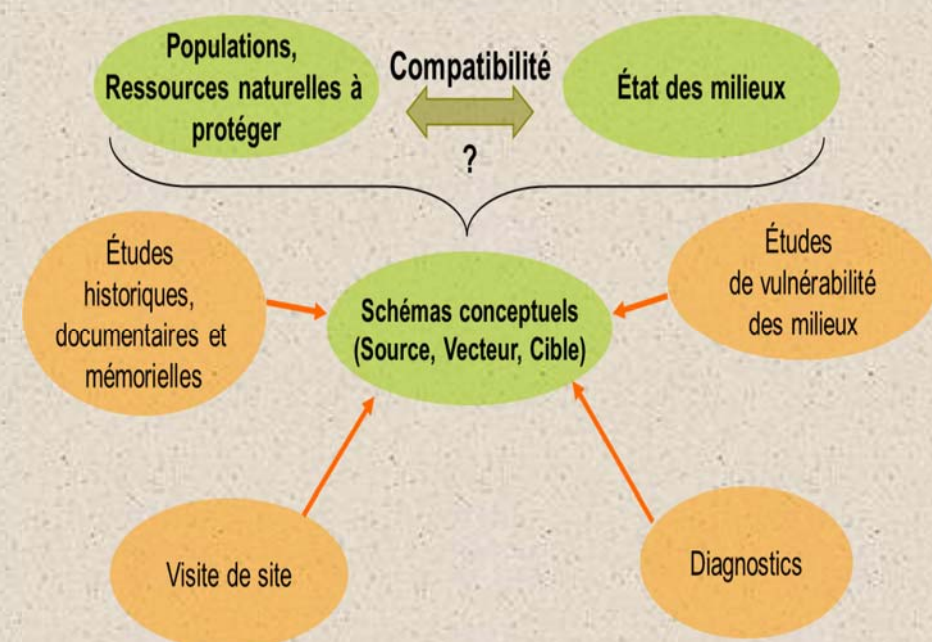 Populations,
Ressources naturelles à
protéger
Compatibilité
?
État des milieux
Études
historiques,
documentaires et
mémorielles
Schémas conceptuels
(Source, Vecteur, Cible)
Études
de vulnérabilité
des milieux
Visite de site
Diagnostics